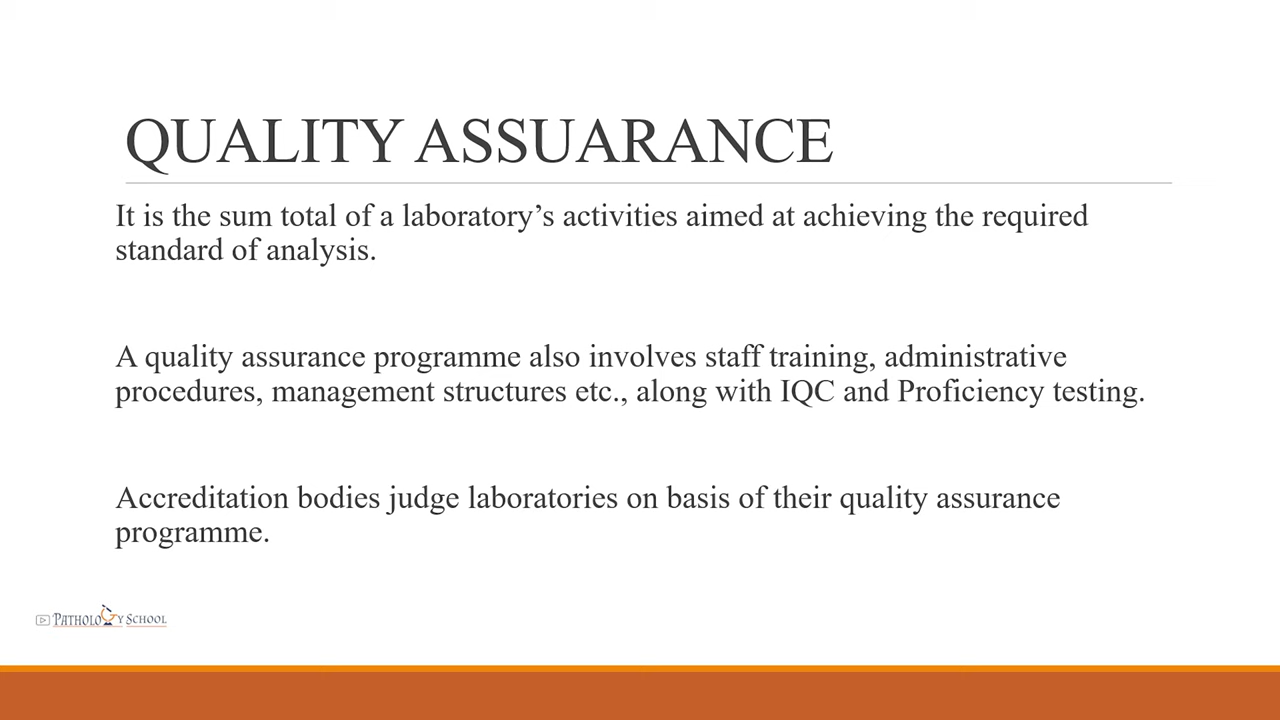 QUALITY ASSUARANCE
It is the sum total of a laboratory’s activities aimed at achieving the required
standard of analysis.
A quality assurance programme also involves staff training, administrative
procedures, management structures etc., along with IQC and Proficiency testing.
Accreditation bodies judge laboratories on basis of their quality assurance
programme.
PATHOLOGY SCHOOL